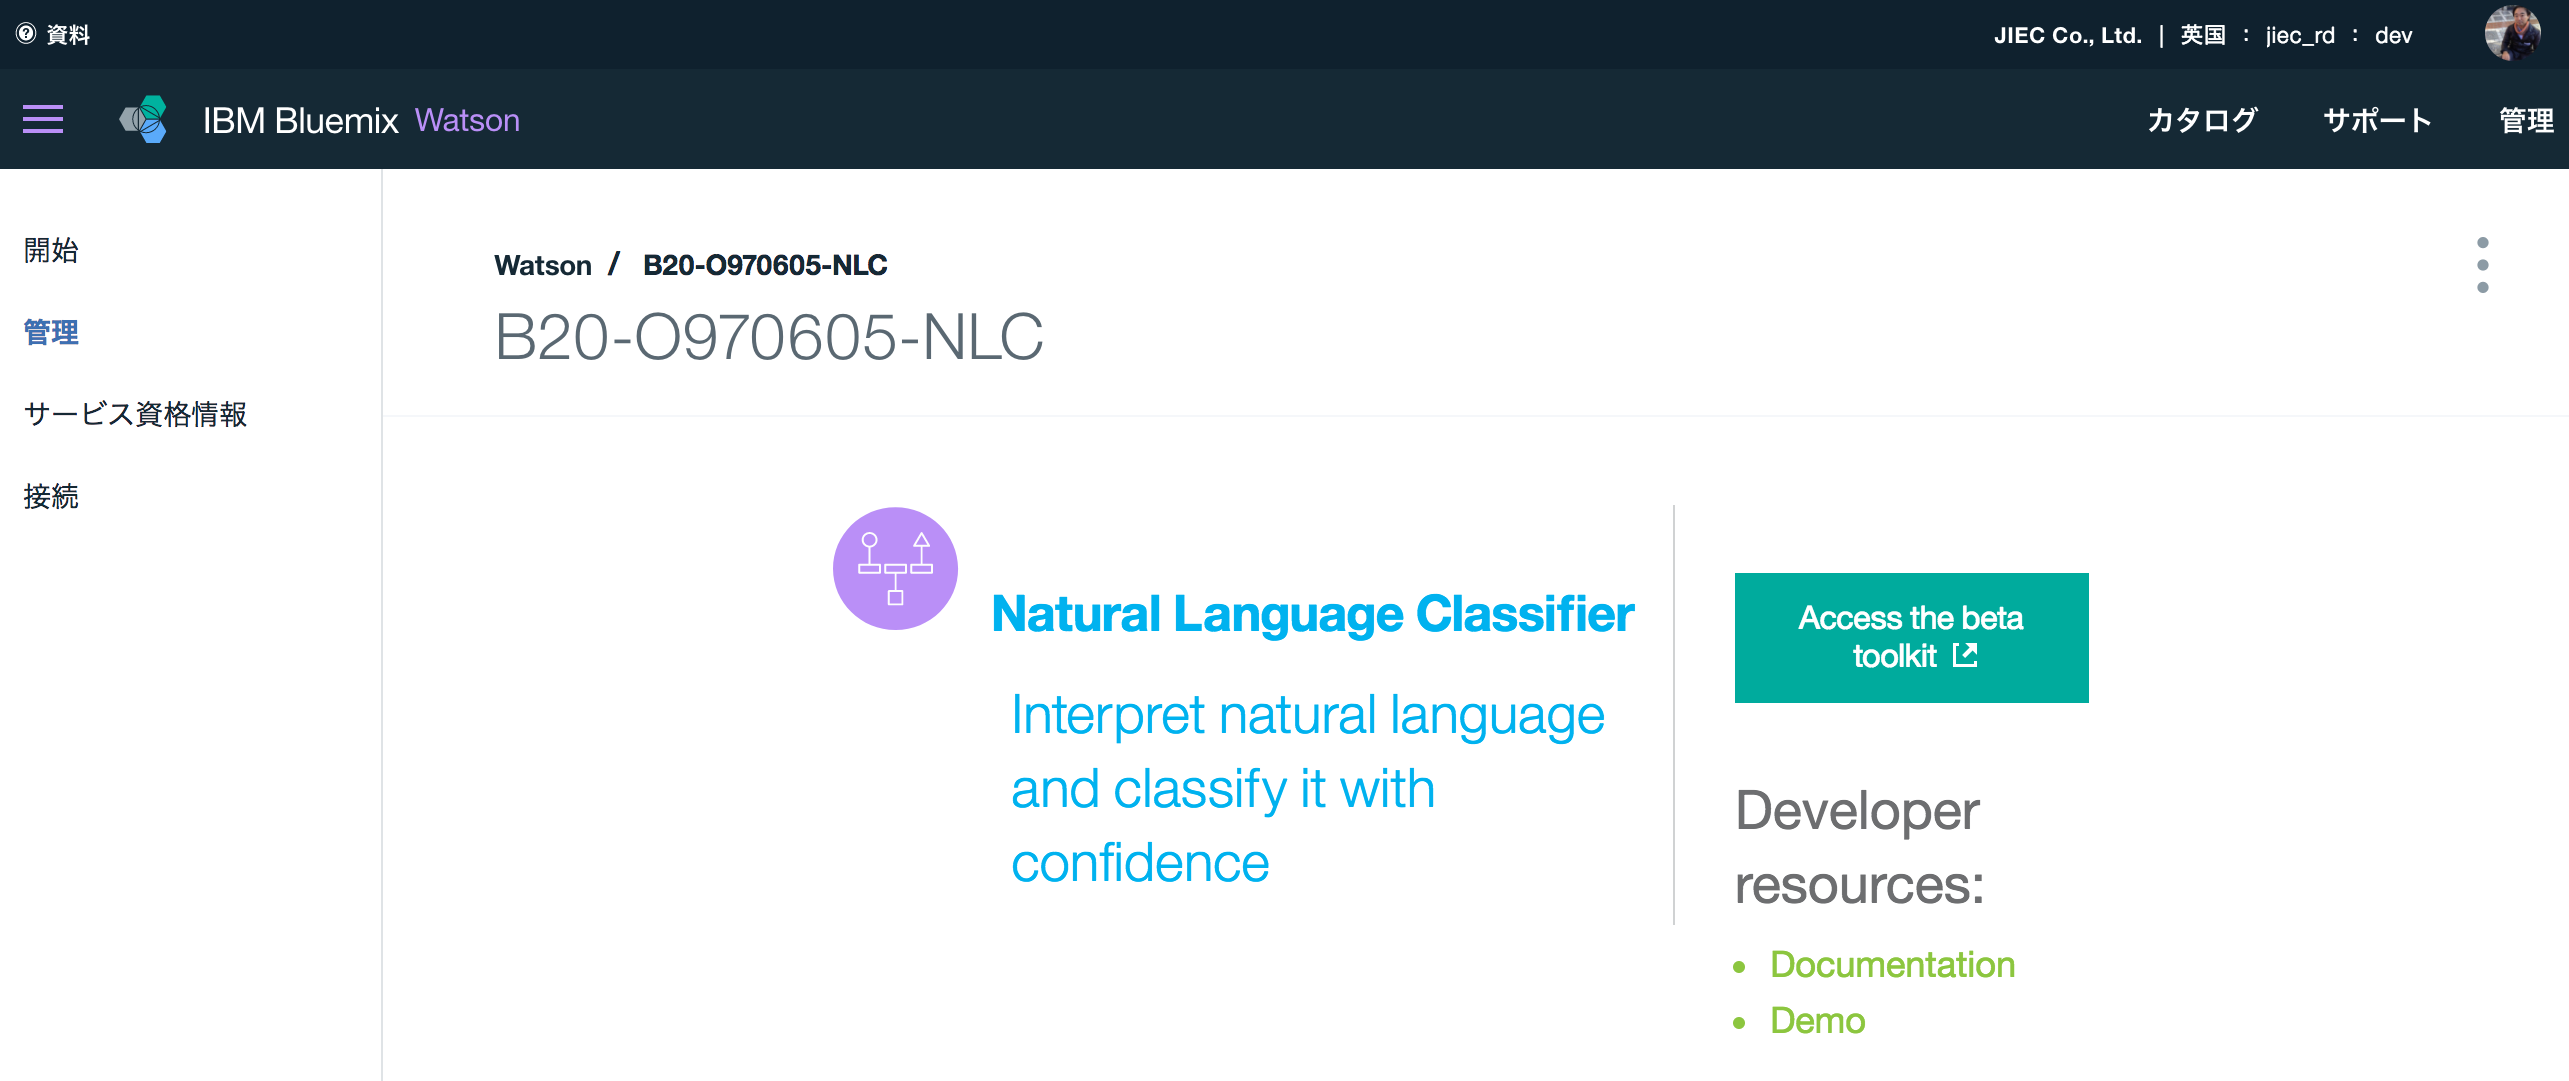 資料
JIEC Co., Ltd. | 英国 : jiec_rd : dev
IBM Bluemix Watson
カタログ サポート 管理
開始
管理
サービス資格情報
接続
Watson / B20-O970605-NLC
B20-O970605-NLC
Natural Language Classifier
Interpret natural language
and classify it with
confidence
Access the beta
toolkit
Developer
resources:
• Documentation
• Demo